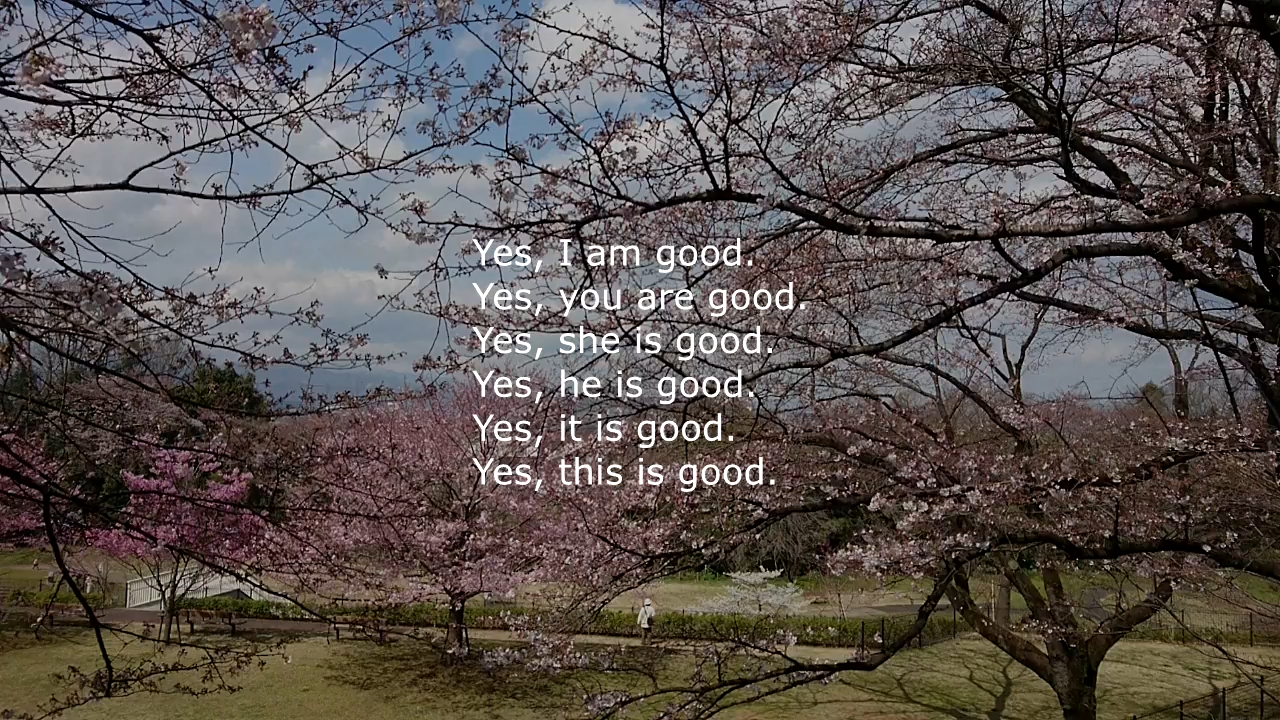 Yes, I am good.
Yes, you are good.
Yes, she is good.
Yes, he is good.
Yes, it is good.
Yes, this is good.